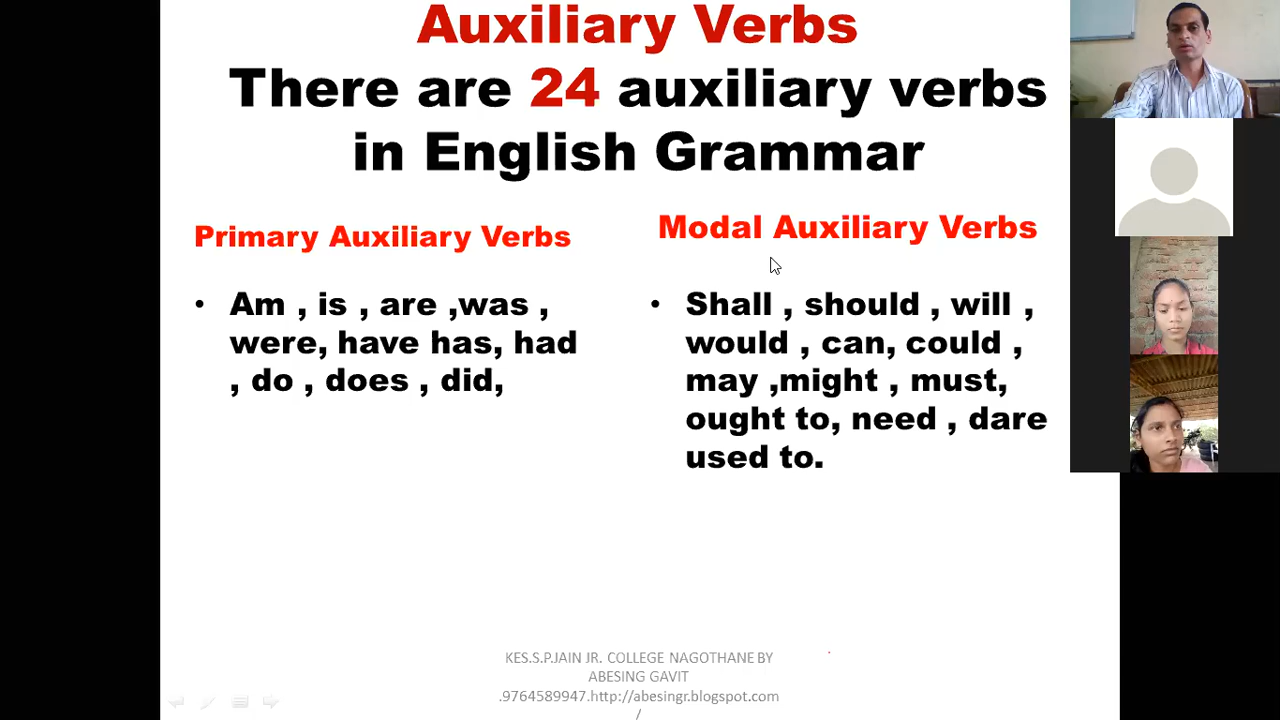 Auxiliary Verbs
There are 24 auxiliary verbs
in English Grammar
Primary Auxiliary Verbs
• Am , is , are ,was ,
were, have has, had
, do , does , did,
Modal Auxiliary Verbs
• Shall , should , will ,
would , can, could ,
may ,might , must,
ought to, need , dare
used to.
KES.S.P.JAIN JR. COLLEGE NAGOTHANE BY
ABESING GAVIT
.9764589947.http://abesingr.blogspot.com
/